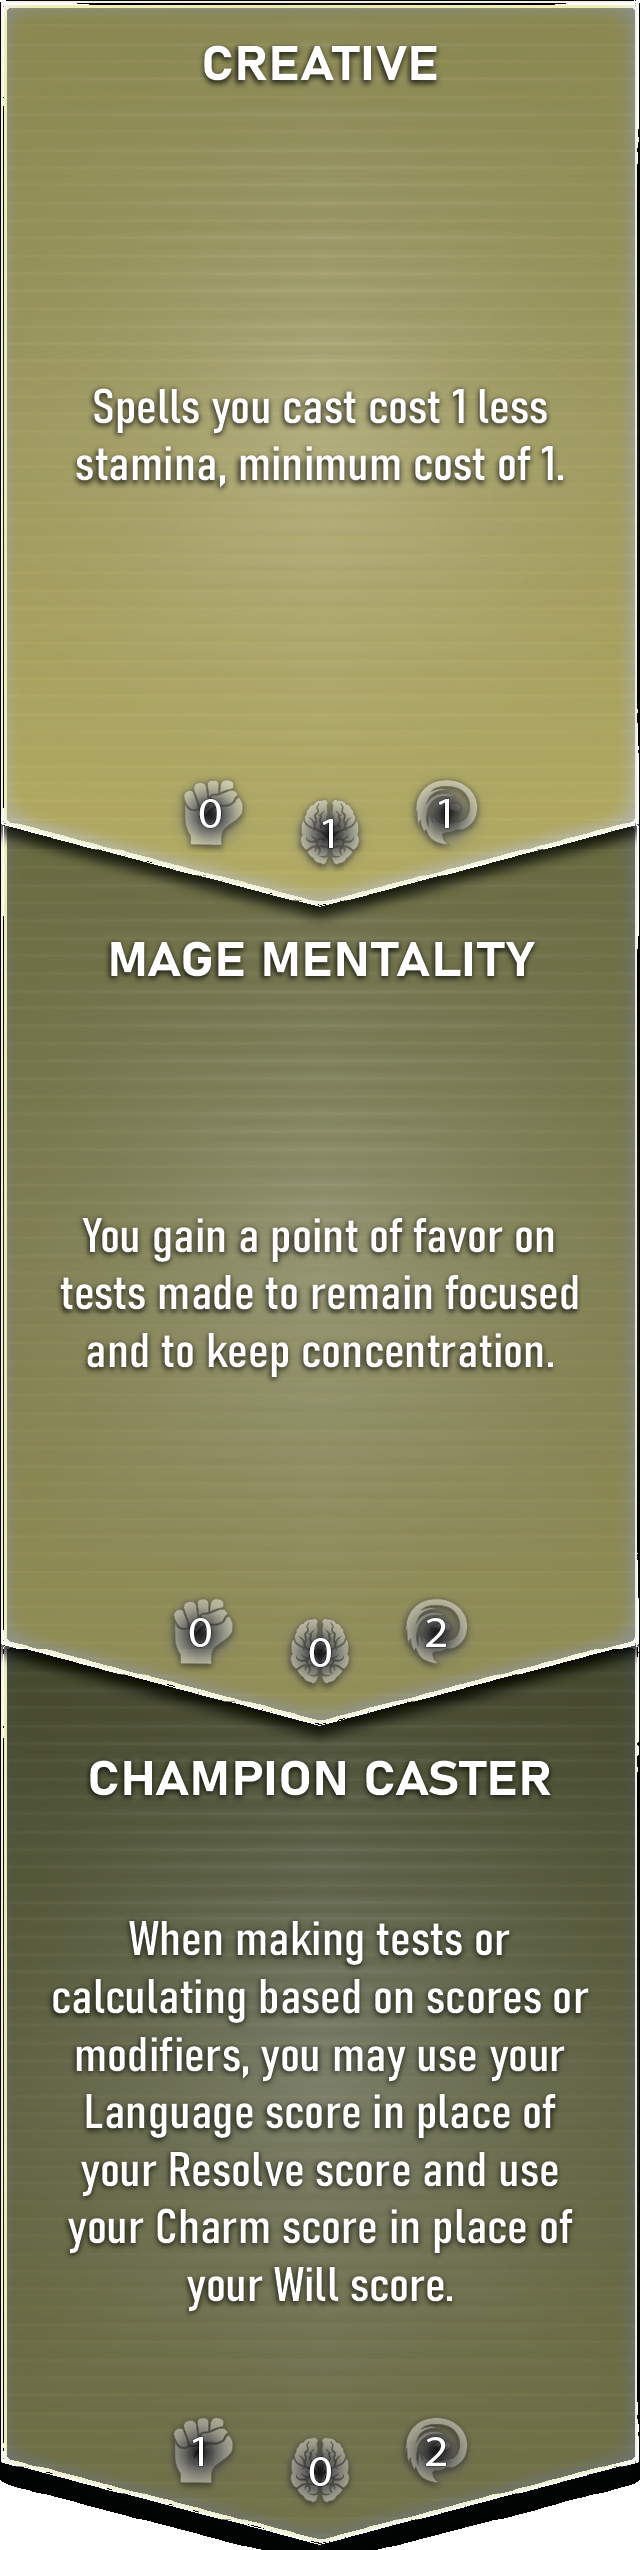 CREATIVE
Spells you cast cost 1 less
stamina, minimum cost of 1.
0 1 1
MAGE MENTALITY
You gain a point of favor on
tests made to remain focused
and to keep concentration.
0 0 2
CHAMPION CASTER
When making tests or
calculating based on scores or
modifiers, you may use your
Language score in place of
your Resolve score and use
your Charm score in place of
your Will score.
1 0 2